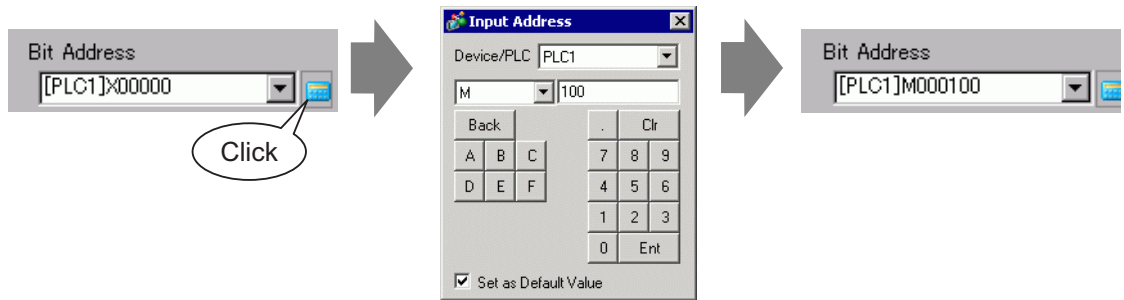 Bit Address
[PLC1]X00000
Click
Input Address
Device/PLC PLC1
M 100
Back . Clr
A B C 7 8 9
D E F 4 5 6
1 2 3
0 Ent
Set as Default Value
Bit Address
[PLC1]M000100